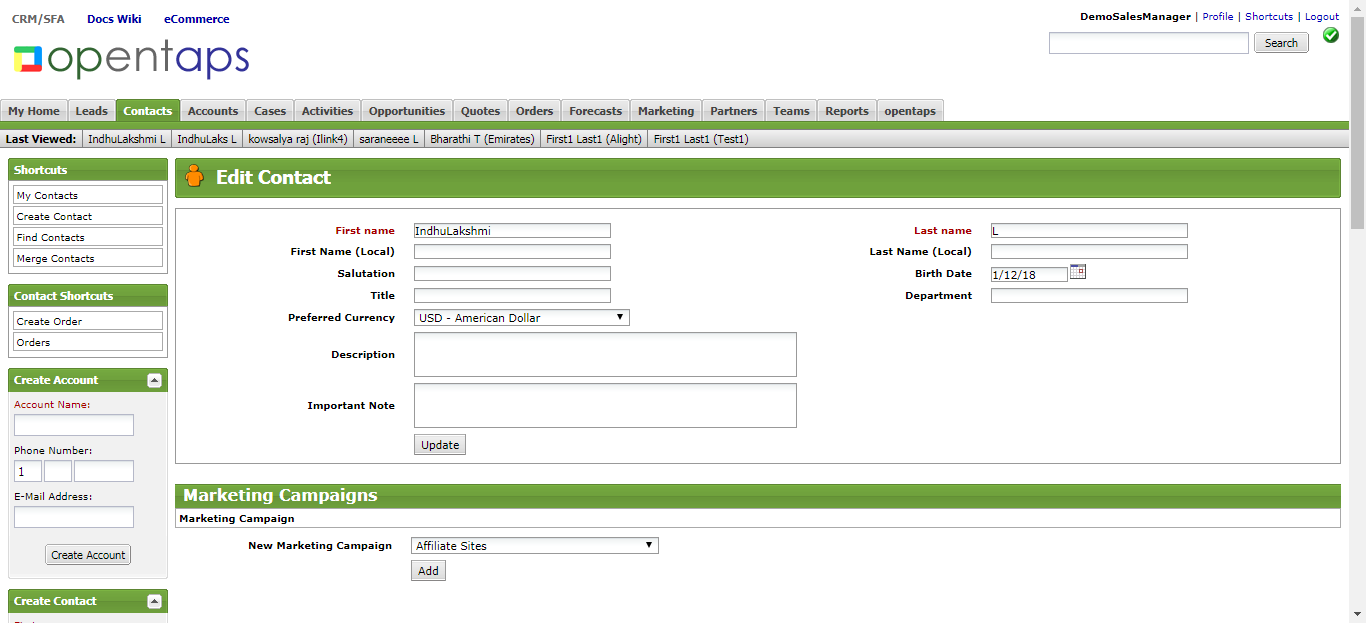 CRM/SFA Docs Wiki eCommerce
DemoSalesManager | Profile | Shortcuts | Logout
opentaps
Search
My Home Leads Contacts Accounts Cases Activities Opportunities Quotes Orders Forecasts Marketing Partners Teams Reports opentaps
Last Viewed: IndhuLakshmi L IndhuLaks L kowsalya raj (Ilink4) saraneeee L Bharathi T (Emirates) First1 Last1 (Alight) First1 Last1 (Test1)
Shortcuts
My Contacts
Create Contact
Find Contacts
Merge Contacts
Contact Shortcuts
Create Order
Orders
Create Account
Account Name:
Phone Number:
1
E-Mail Address:
Create Account
Create Contact
Edit Contact
First name IndhuLakshmi Last name L
First Name (Local) Last Name (Local)
Salutation Birth Date 1/12/18
Title Department
Preferred Currency USD - American Dollar
Description
Important Note
Update
Marketing Campaigns
Marketing Campaign
New Marketing Campaign Affiliate Sites
Add